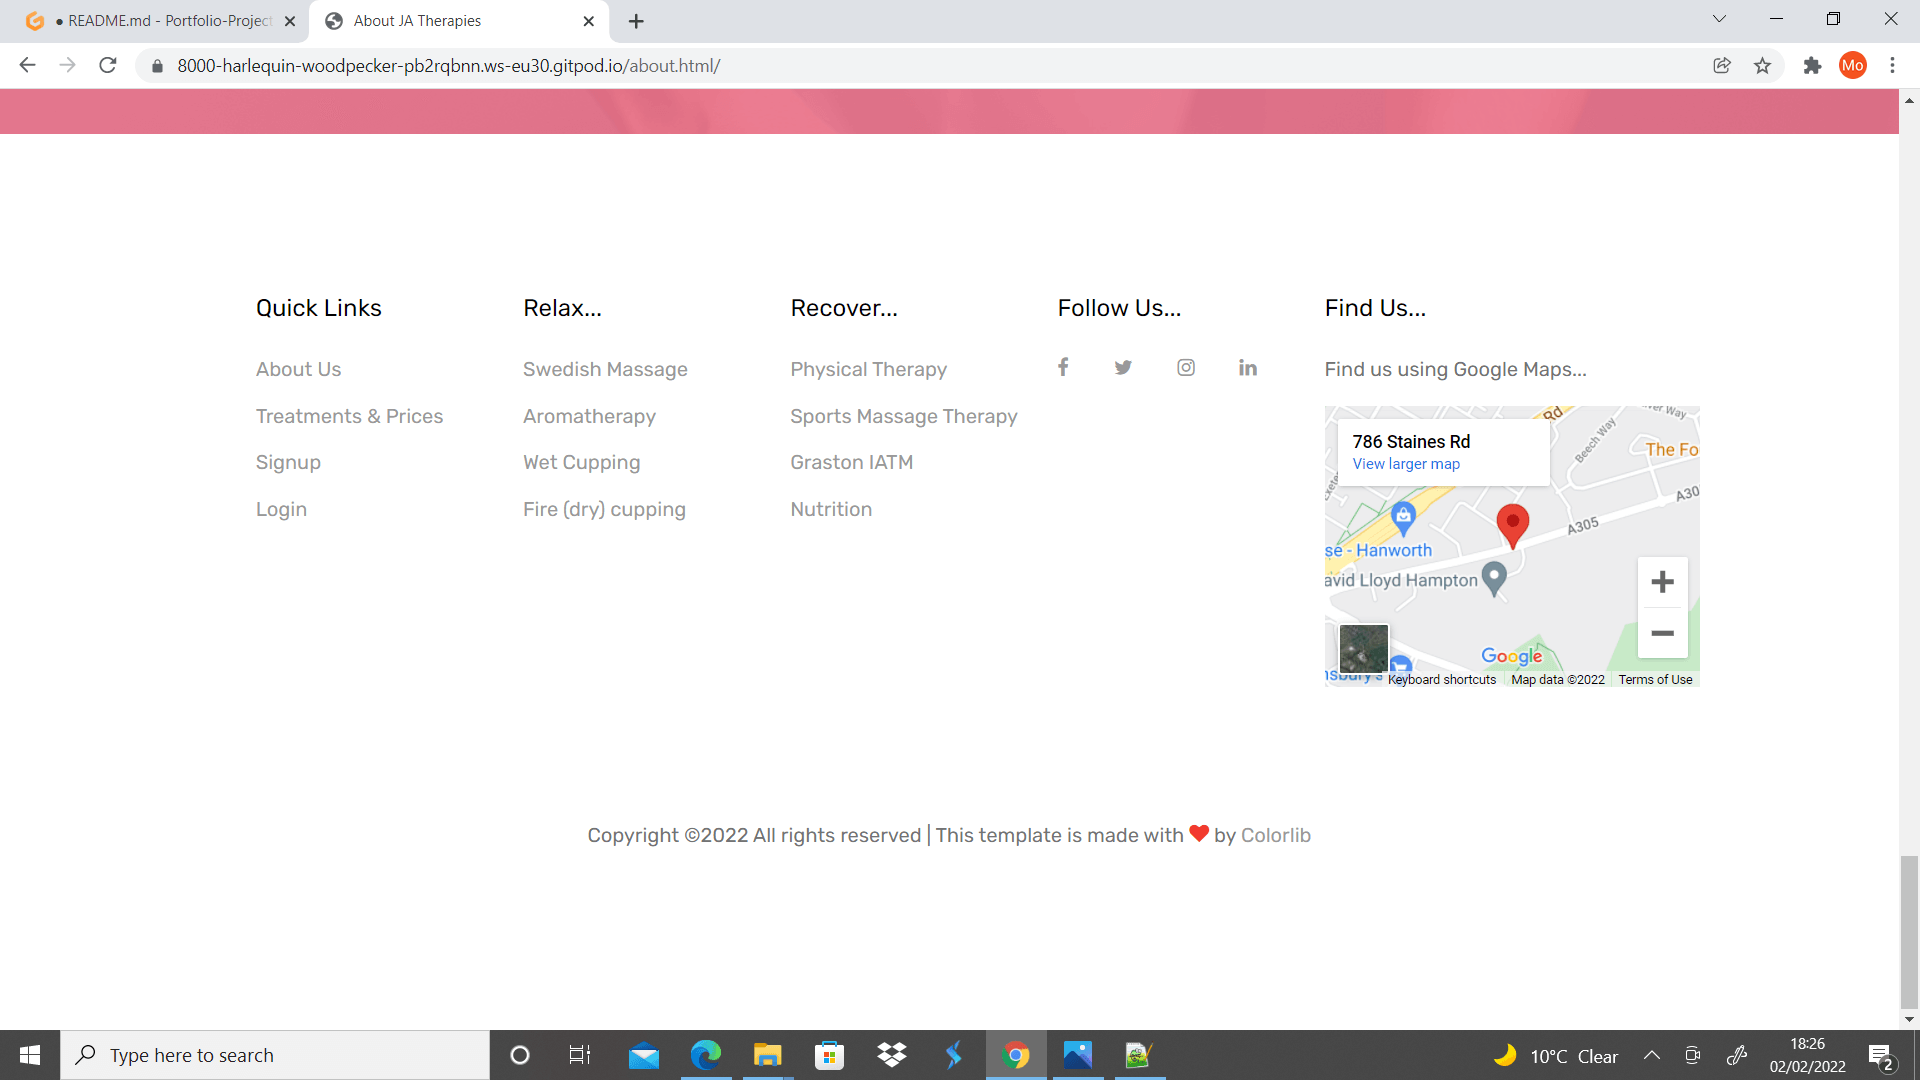 ● README.md - Portfolio-Project
About JA Therapies
8000-harlequin-woodpecker-pb2rqbnn.ws-eu30.gitpod.io/about.html/
Mo
Quick Links
About Us
Treatments & Prices
Signup
Login
Relax...
Swedish Massage
Aromatherapy
Wet Cupping
Fire (dry) cupping
Recover...
Physical Therapy
Sports Massage Therapy
Graston IATM
Nutrition
Follow Us...
Find Us...
Find us using Google Maps...
Rd
786 Staines Rd
View larger map
Beech Way
The Fo
A30
A305
se - Hanworth
avid Lloyd Hampton
Google
Keyboard shortcuts
Map data ©2022
Terms of Use
Copyright ©2022 All rights reserved | This template is made with ❤ by Colorlib
Type here to search
10°C Clear
18:26
02/02/2022
2